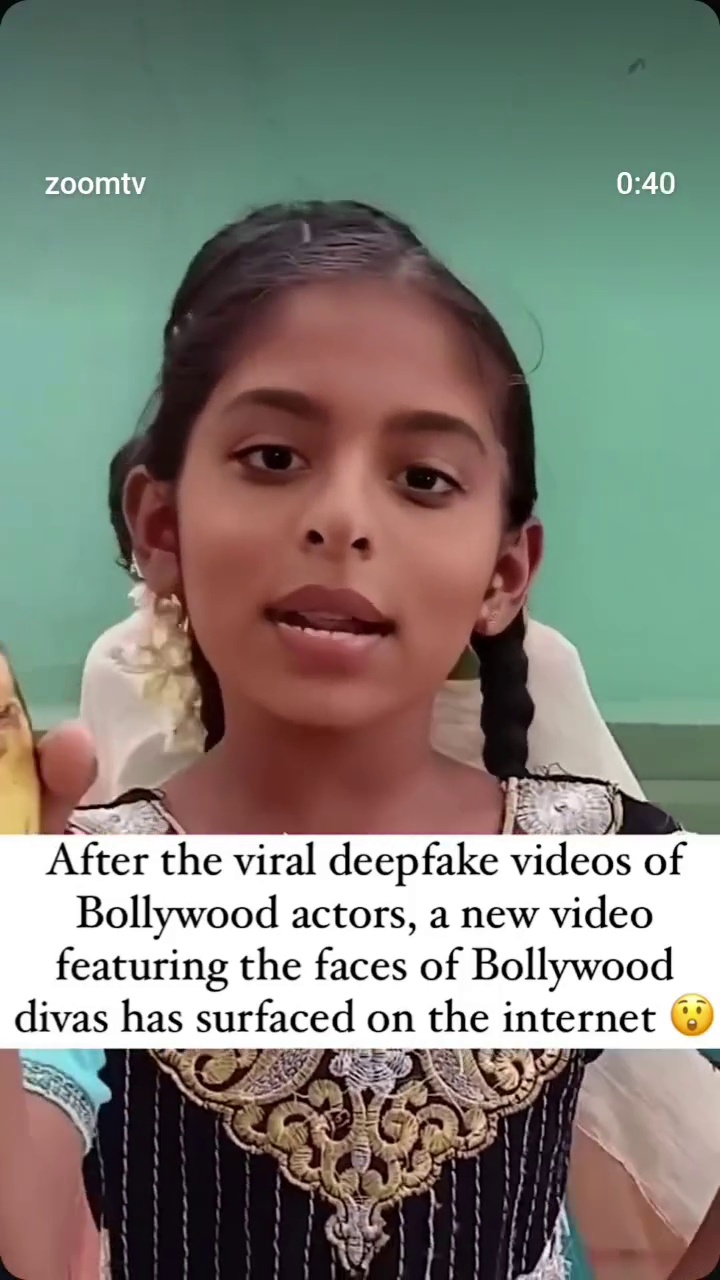 zoomtv 0:40
After the viral deepfake videos of
Bollywood actors, a new video
featuring the faces of Bollywood
divas has surfaced on the internet 😲